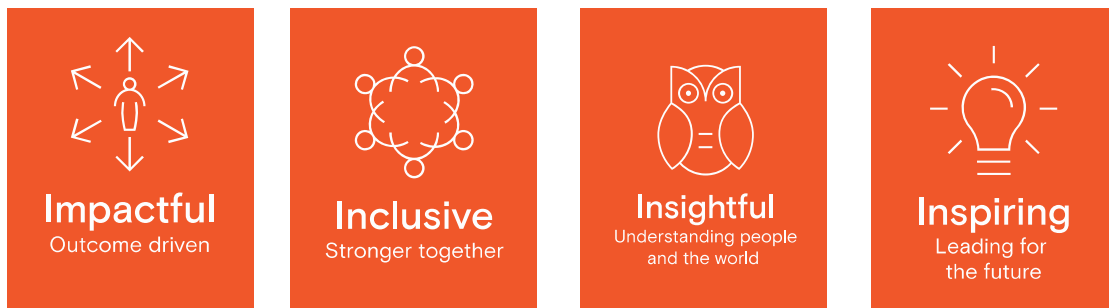 Impactful
Outcome driven
Inclusive
Stronger together
Insightful
Understanding people
and the world
Inspiring
Leading for
the future